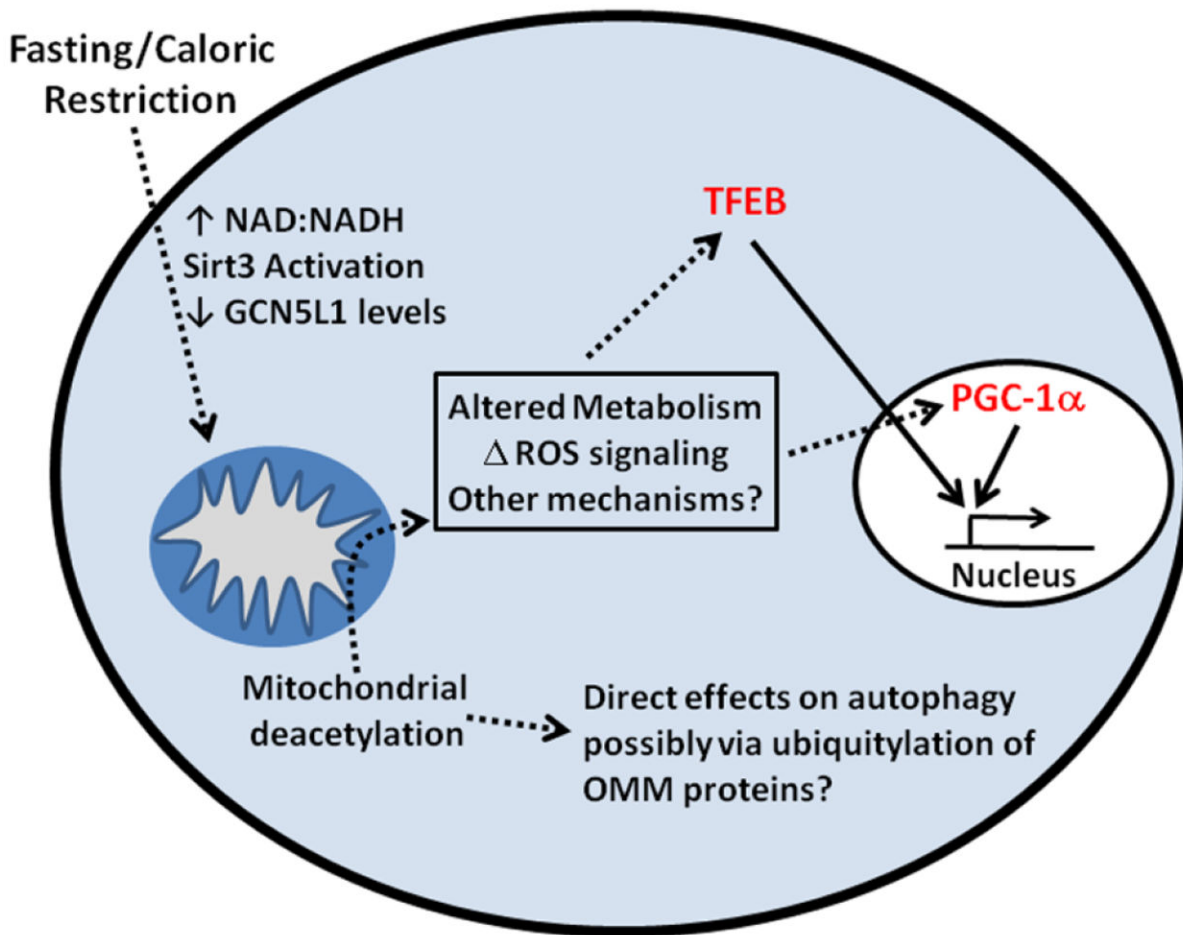 Fasting/Caloric
Restriction
↑ NAD:NADH
Sirt3 Activation
↓ GCN5L1 levels
TFEB
Altered Metabolism
Δ ROS signaling
Other mechanisms?
PGC-1α
Nucleus
Mitochondrial
deacetylation
Direct effects on autophagy
possibly via ubiquitylation of
OMM proteins?